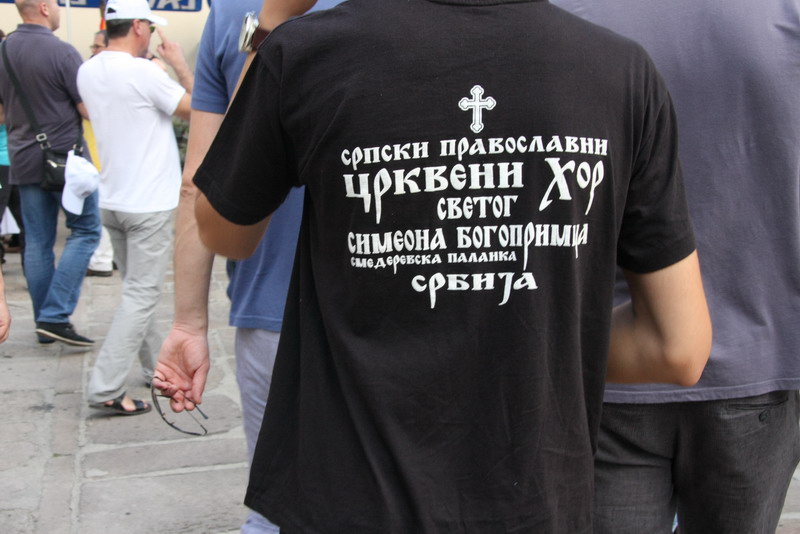 српски православни
црквени Хор
светог
симеона богопримца
смедеревска паланка
србија